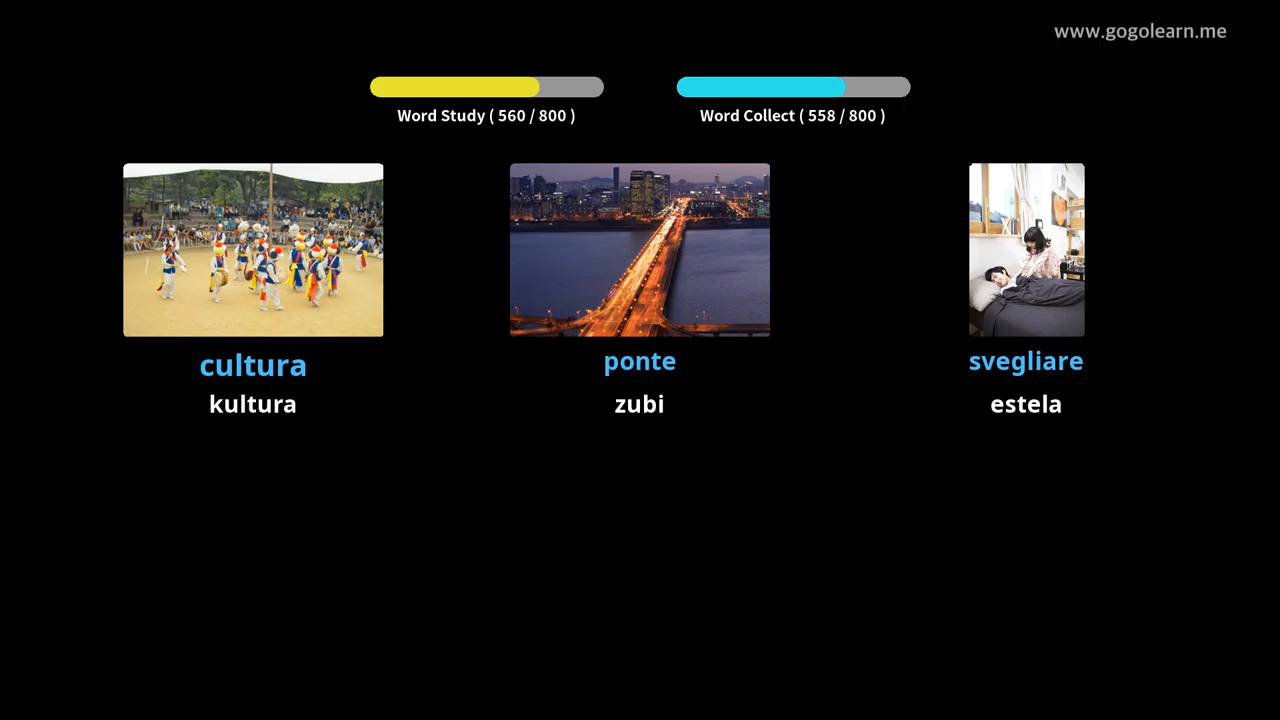 www.gogolearn.me
Word Study ( 560 / 800 )
Word Collect ( 558 / 800 )
cultura
ponte
svegliare
kultura
zubi
estela